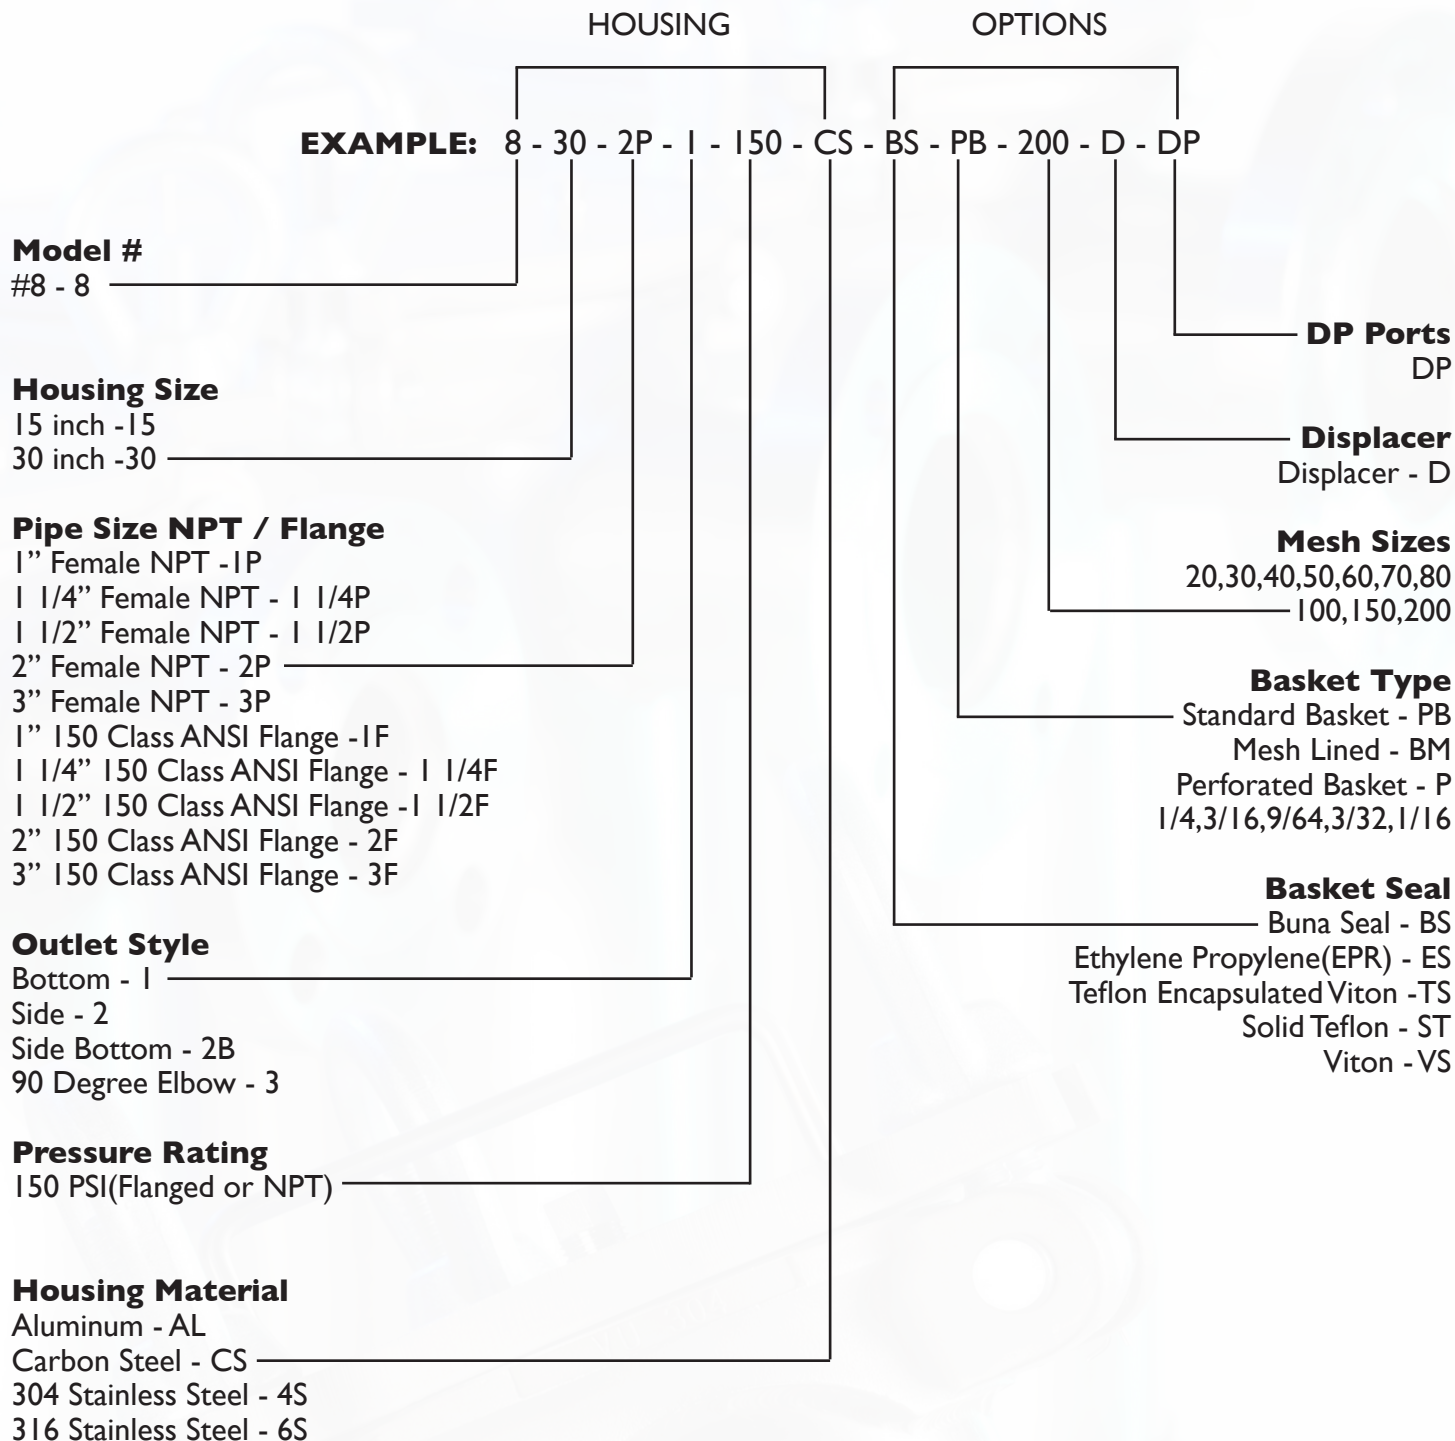 HOUSING OPTIONS
EXAMPLE: 8 - 30 - 2P - 1 - 150 - CS - BS - PB - 200 - D - DP
Model #
#8 - 8
Housing Size
15 inch -15
30 inch -30
Pipe Size NPT / Flange
1” Female NPT -1P
1 1/4” Female NPT - 1 1/4P
1 1/2” Female NPT - 1 1/2P
2” Female NPT - 2P
3” Female NPT - 3P
1” 150 Class ANSI Flange -1F
1 1/4” 150 Class ANSI Flange - 1 1/4F
1 1/2” 150 Class ANSI Flange -1 1/2F
2” 150 Class ANSI Flange - 2F
3” 150 Class ANSI Flange - 3F
Outlet Style
Bottom - 1
Side - 2
Side Bottom - 2B
90 Degree Elbow - 3
Pressure Rating
150 PSI(Flanged or NPT)
Housing Material
Aluminum - AL
Carbon Steel - CS
304 Stainless Steel - 4S
316 Stainless Steel - 6S
DP Ports
DP
Displacer
Displacer - D
Mesh Sizes
20,30,40,50,60,70,80
100,150,200
Basket Type
Standard Basket - PB
Mesh Lined - BM
Perforated Basket - P
1/4,3/16,9/64,3/32,1/16
Basket Seal
Buna Seal - BS
Ethylene Propylene(EPR) - ES
Teflon Encapsulated Viton -TS
Solid Teflon - ST
Viton - VS